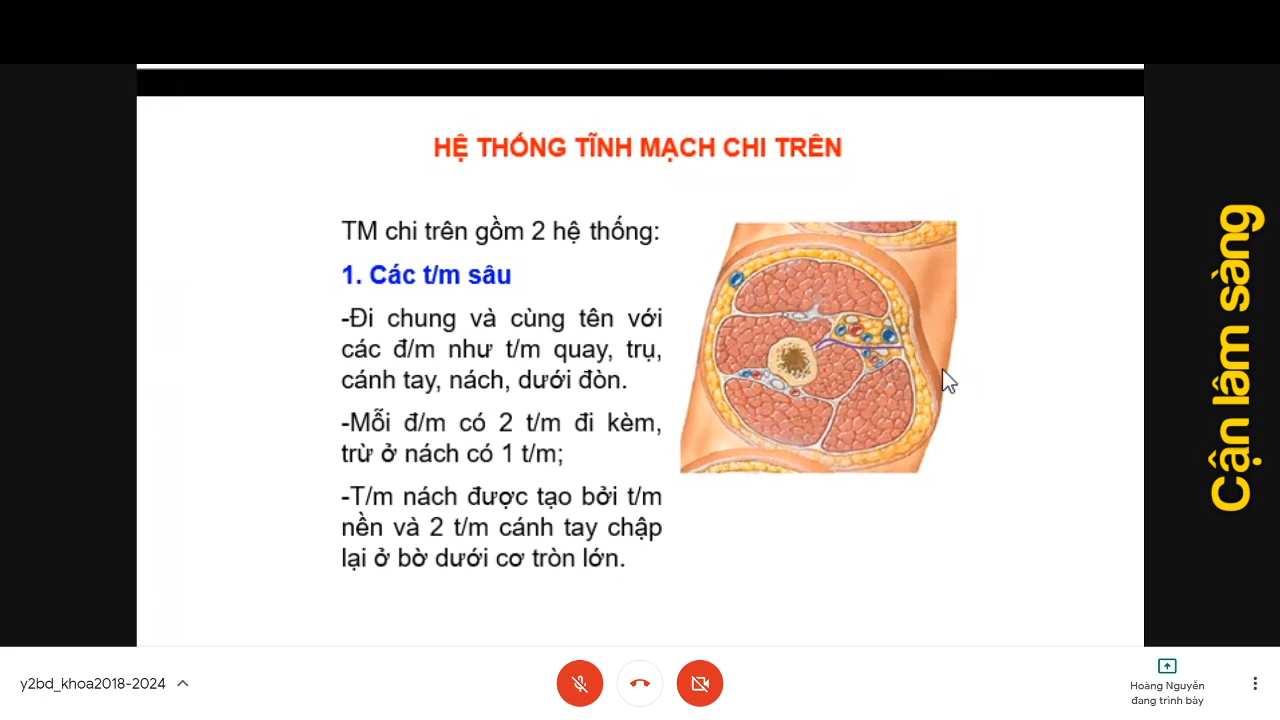 HỆ THỐNG TĨNH MẠCH CHI TRÊN
TM chi trên gồm 2 hệ thống:
1. Các t/m sâu
-Đi chung và cùng tên với
các đ/m như t/m quay, trụ,
cánh tay, nách, dưới đòn.
-Mỗi đ/m có 2 t/m đi kèm,
trừ ở nách có 1 t/m;
-T/m nách được tạo bởi t/m
nền và 2 t/m cánh tay chập
lại ở bờ dưới cơ tròn lớn.
Cận lâm sàng
y2bd_khoa2018-2024
Hoàng Nguyễn
đang trình bày